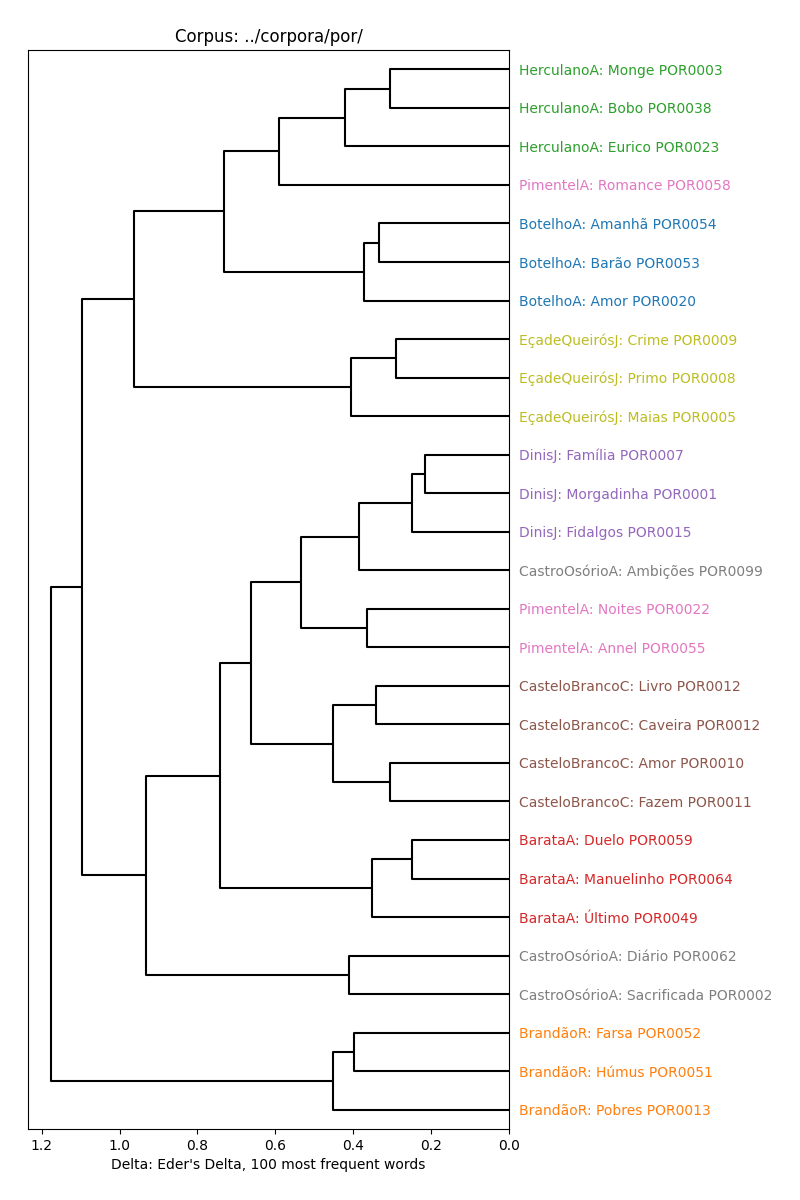 Corpus: ../corpora/por/
HerculanoA: Monge POR0003
HerculanoA: Bobo POR0038
HerculanoA: Eurico POR0023
PimentelA: Romance POR0058
BotelhoA: Amanhã POR0054
BotelhoA: Barão POR0053
BotelhoA: Amor POR0020
EçadeQueirósJ: Crime POR0009
EçadeQueirósJ: Primo POR0008
EçadeQueirósJ: Maias POR0005
DinisJ: Família POR0007
DinisJ: Morgadinha POR0001
DinisJ: Fidalgos POR0015
CastroOsórioA: Ambições POR0099
PimentelA: Noites POR0022
PimentelA: Annel POR0055
CasteloBrancoC: Livro POR0012
CasteloBrancoC: Caveira POR0012
CasteloBrancoC: Amor POR0010
CasteloBrancoC: Fazem POR0011
BarataA: Duelo POR0059
BarataA: Manuelinho POR0064
BarataA: Último POR0049
CastroOsórioA: Diário POR0062
CastroOsórioA: Sacrificada POR0002
BrandãoR: Farsa POR0052
BrandãoR: Húmus POR0051
BrandãoR: Pobres POR0013
1.2 1.0 0.8 0.6 0.4 0.2 0.0
Delta: Eder's Delta, 100 most frequent words